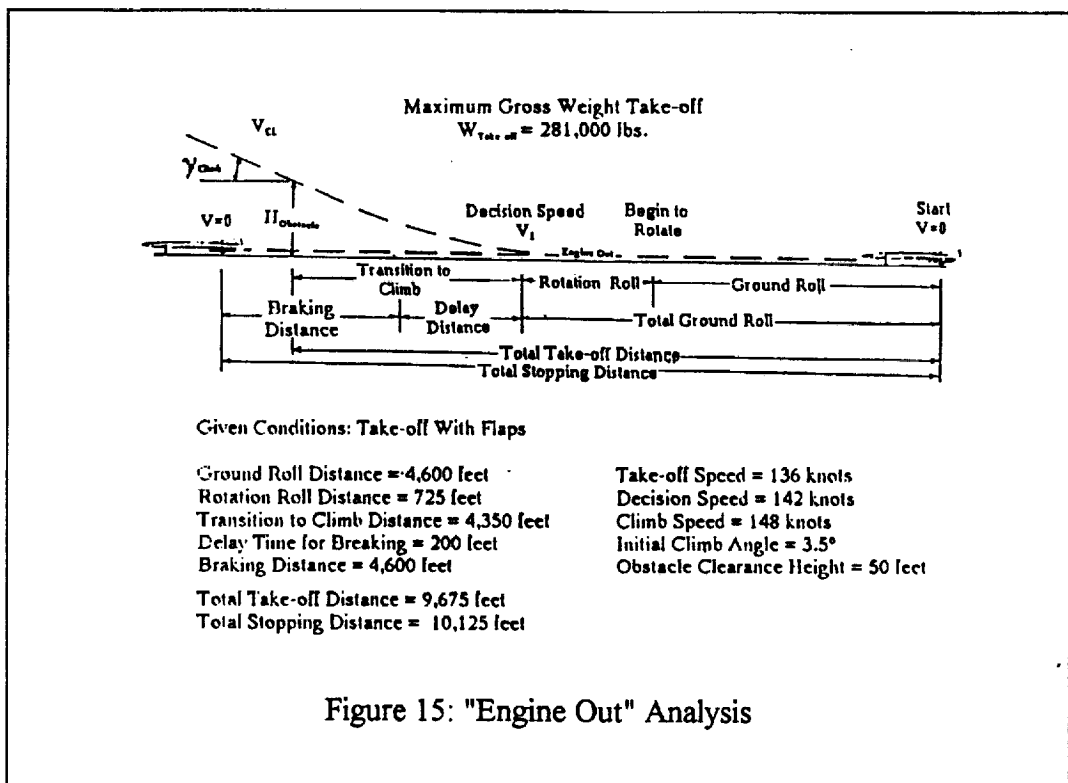 Maximum Gross Weight Take-off
W_Take off = 281,000 lbs.
V_CL
γ_Climb
V=0
H_Obstacle
Decision Speed
V_1
Begin to
Rotate
Start
V=0
Engine Out
Transition to
Climb
Rotation Roll
Ground Roll
Braking
Distance
Delay
Distance
Total Ground Roll
Total Take-off Distance
Total Stopping Distance
Given Conditions: Take-off With Flaps
Ground Roll Distance = 4,600 feet
Rotation Roll Distance = 725 feet
Transition to Climb Distance = 4,350 feet
Delay Time for Breaking = 200 feet
Braking Distance = 4,600 feet
Total Take-off Distance = 9,675 feet
Total Stopping Distance = 10,125 feet
Take-off Speed = 136 knots
Decision Speed = 142 knots
Climb Speed = 148 knots
Initial Climb Angle = 3.5°
Obstacle Clearance Height = 50 feet
Figure 15: "Engine Out" Analysis